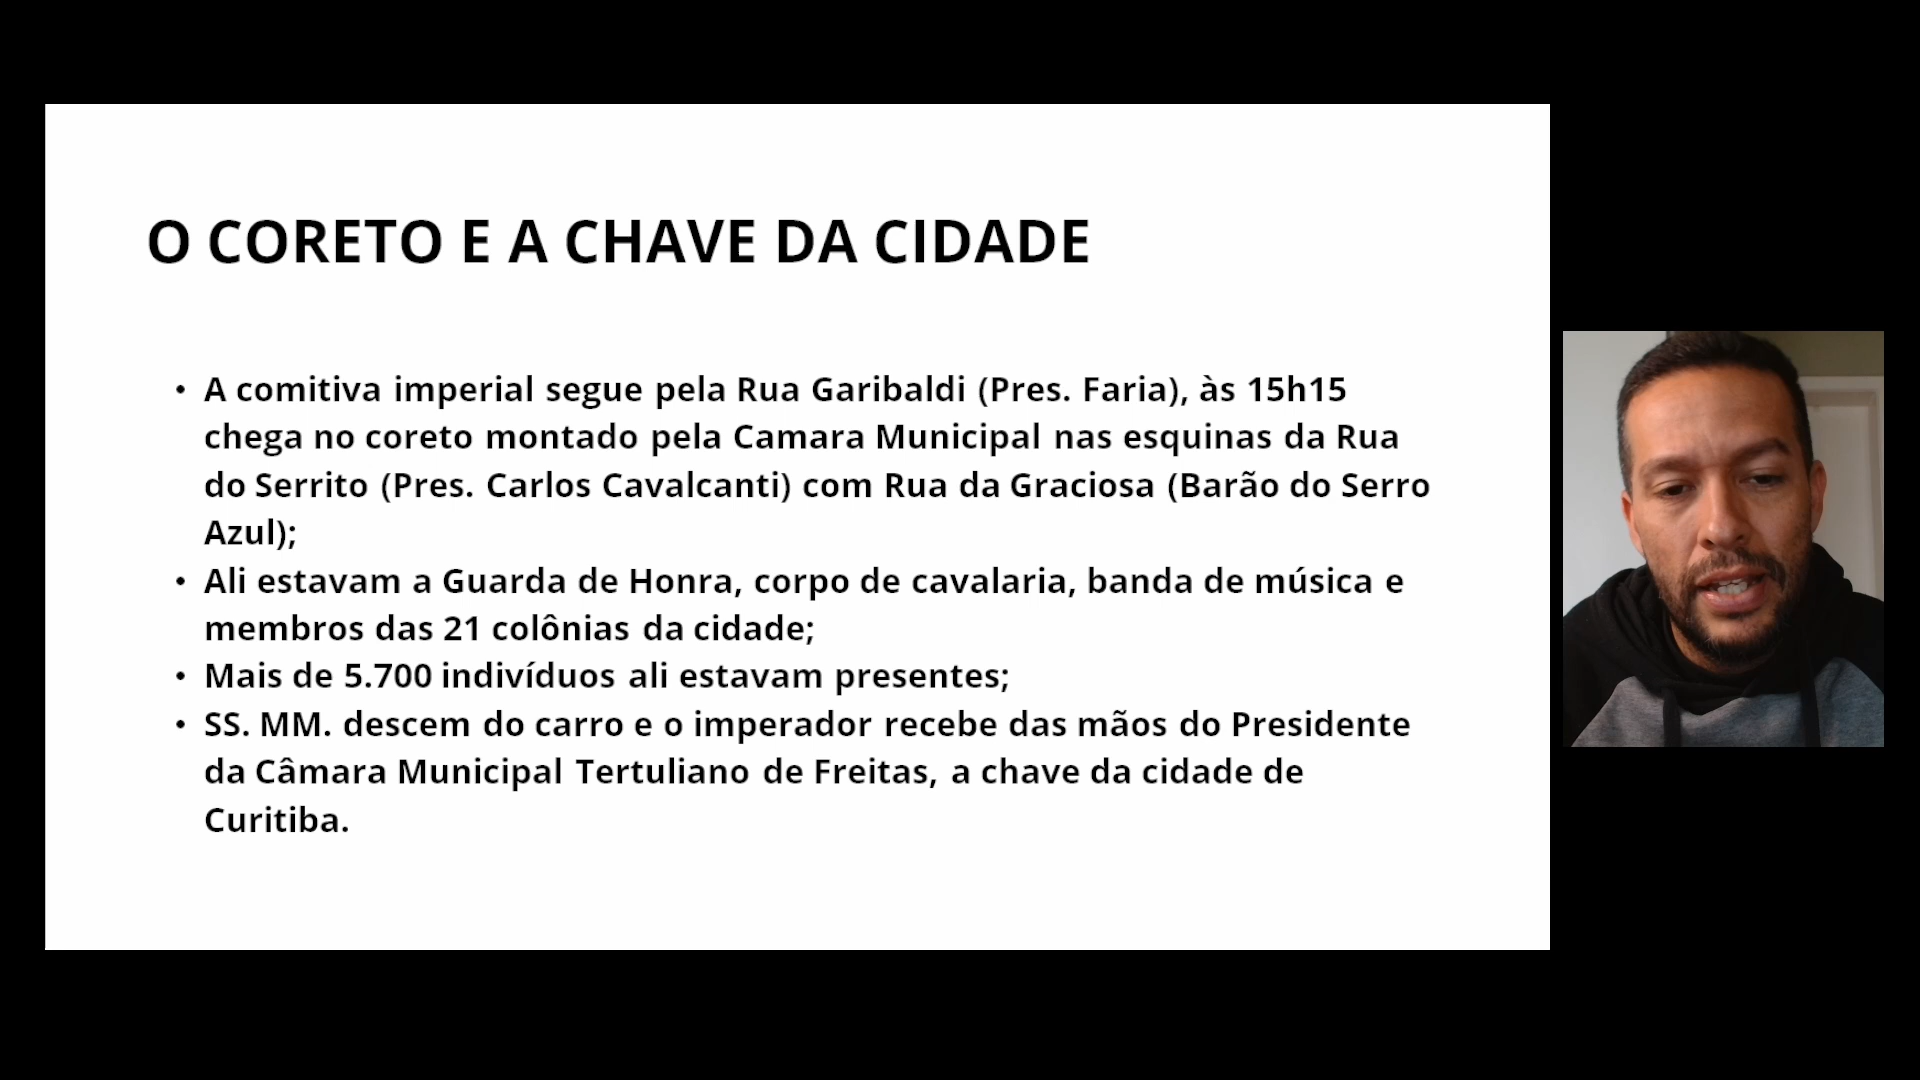 O CORETO E A CHAVE DA CIDADE
• A comitiva imperial segue pela Rua Garibaldi (Pres. Faria), às 15h15
chega no coreto montado pela Camara Municipal nas esquinas da Rua
do Serrito (Pres. Carlos Cavalcanti) com Rua da Graciosa (Barão do Serro
Azul);
• Ali estavam a Guarda de Honra, corpo de cavalaria, banda de música e
membros das 21 colônias da cidade;
• Mais de 5.700 indivíduos ali estavam presentes;
• SS. MM. descem do carro e o imperador recebe das mãos do Presidente
da Câmara Municipal Tertuliano de Freitas, a chave da cidade de
Curitiba.